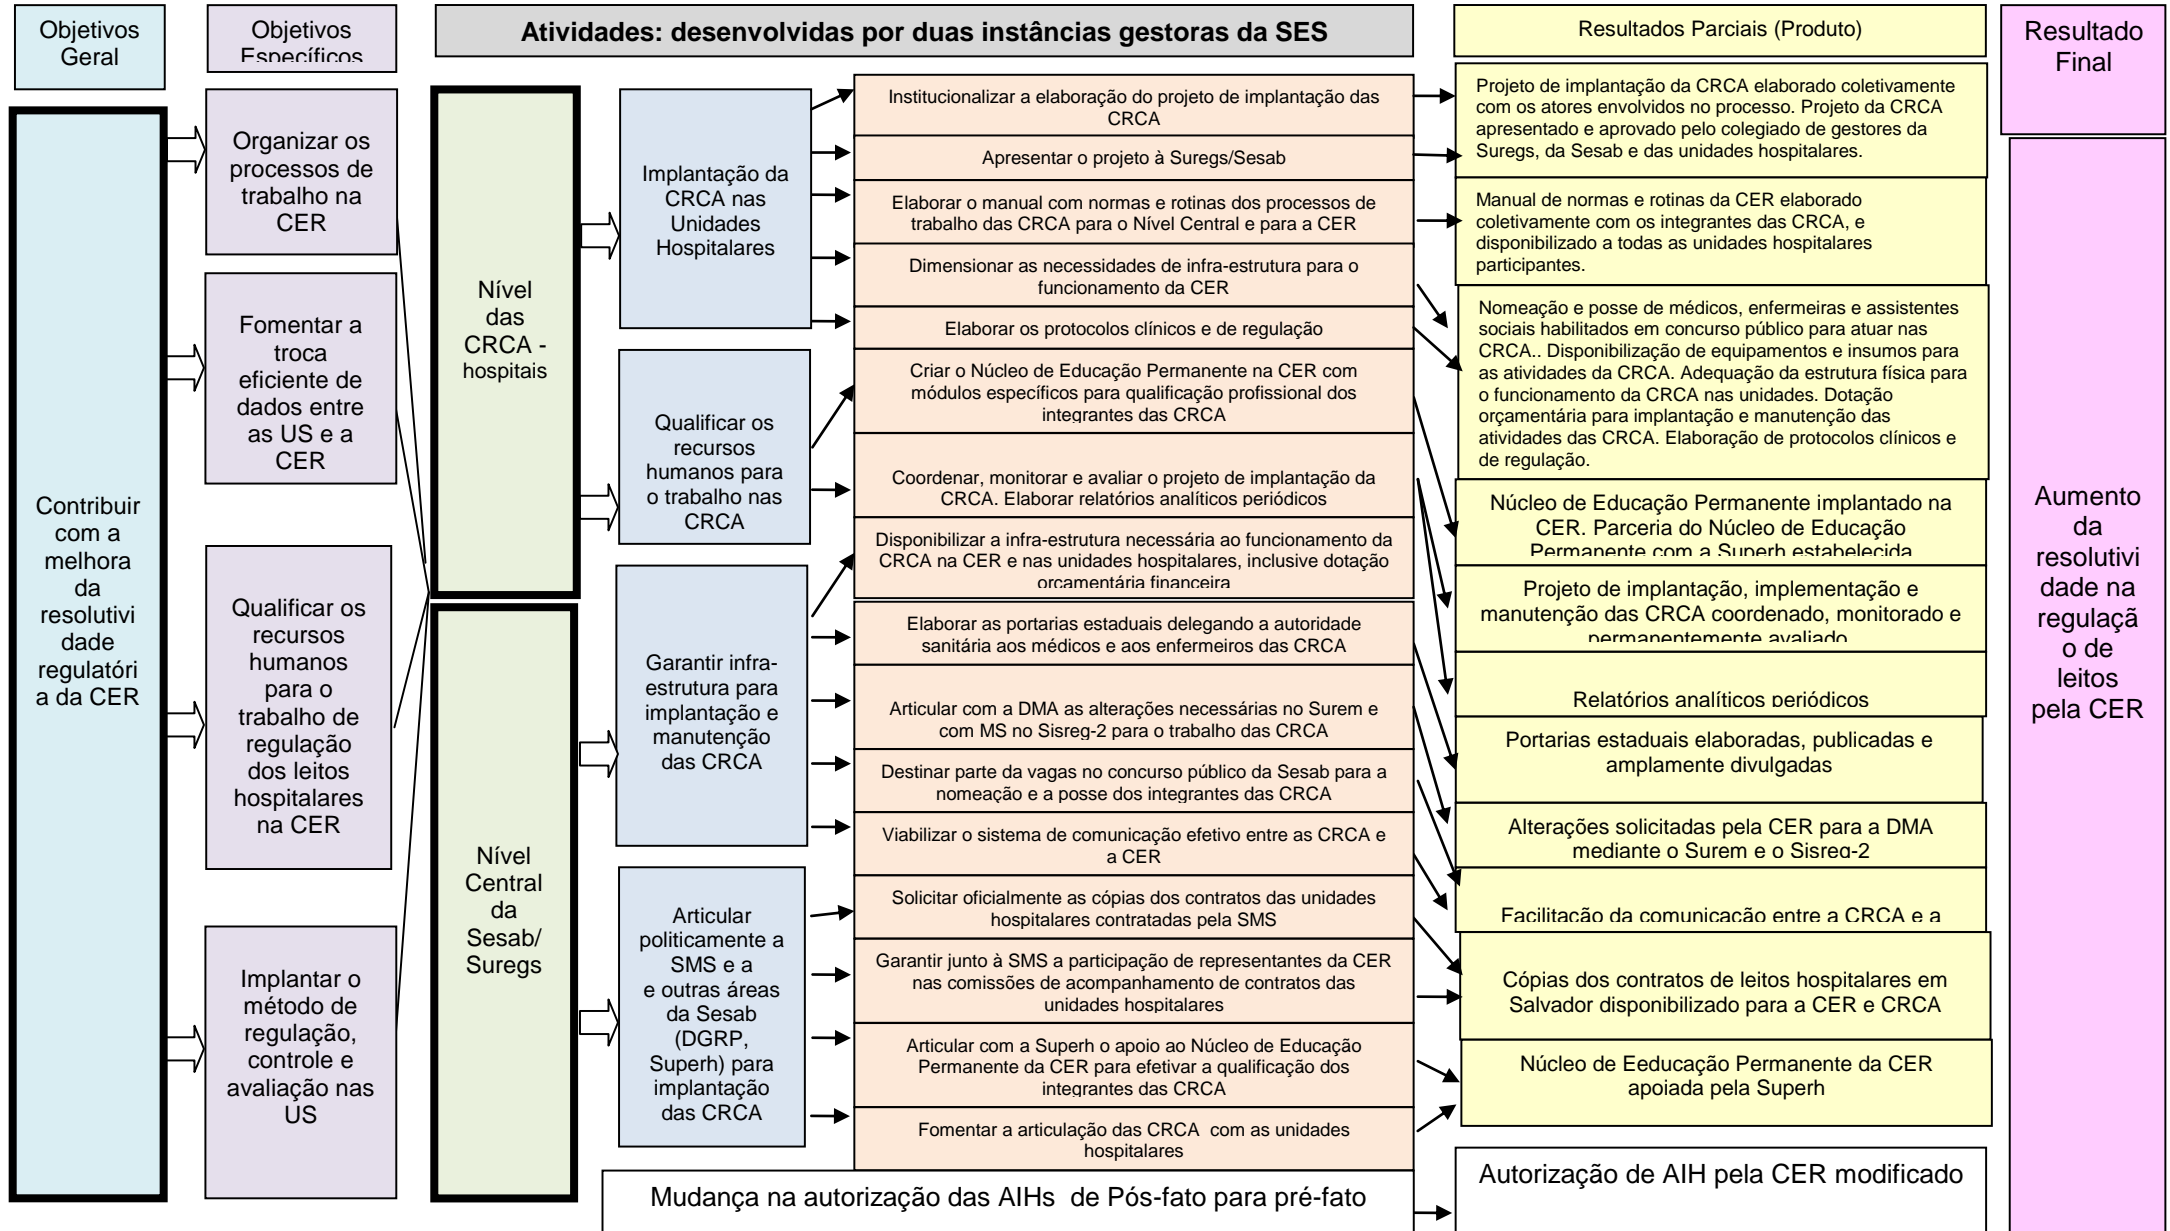 Objetivos
Geral
Objetivos
Específicos
Atividades: desenvolvidas por duas instâncias gestoras da SES
Resultados Parciais (Produto)
Resultado
Final
Contribuir
com a
melhora
da
resolutivi
dade
regulatóri
a da CER
Organizar os
processos de
trabalho na
CER
Fomentar a
troca
eficiente de
dados entre
as US e a
CER
Qualificar os
recursos
humanos
para o
trabalho de
regulação
dos leitos
hospitalares
na CER
Implantar o
método de
regulação,
controle e
avaliação nas
US
Nível
das
CRCA -
hospitais
Nível
Central
da
Sesab/
Suregs
Implantação da
CRCA nas
Unidades
Hospitalares
Qualificar os
recursos
humanos para
o trabalho nas
CRCA
Garantir infra-
estrutura para
implantação e
manutenção
das CRCA
Articular
politicamente a
SMS e a
e outras áreas
da Sesab
(DGRP,
Superh) para
implantação
das CRCA
Institucionalizar a elaboração do projeto de implantação das
CRCA
Apresentar o projeto à Suregs/Sesab
Elaborar o manual com normas e rotinas dos processos de
trabalho das CRCA para o Nível Central e para a CER
Dimensionar as necessidades de infra-estrutura para o
funcionamento da CER
Elaborar os protocolos clínicos e de regulação
Criar o Núcleo de Educação Permanente na CER com
módulos específicos para qualificação profissional dos
integrantes das CRCA
Coordenar, monitorar e avaliar o projeto de implantação da
CRCA. Elaborar relatórios analíticos periódicos
Disponibilizar a infra-estrutura necessária ao funcionamento da
CRCA na CER e nas unidades hospitalares, inclusive dotação
orçamentária financeira
Elaborar as portarias estaduais delegando a autoridade
sanitária aos médicos e aos enfermeiros das CRCA
Articular com a DMA as alterações necessárias no Surem e
com MS no Sisreg-2 para o trabalho das CRCA
Destinar parte da vagas no concurso público da Sesab para a
nomeação e a posse dos integrantes das CRCA
Viabilizar o sistema de comunicação efetivo entre as CRCA e
a CER
Solicitar oficialmente as cópias dos contratos das unidades
hospitalares contratadas pela SMS
Garantir junto à SMS a participação de representantes da CER
nas comissões de acompanhamento de contratos das
unidades hospitalares
Articular com a Superh o apoio ao Núcleo de Educação
Permanente da CER para efetivar a qualificação dos
integrantes das CRCA
Fomentar a articulação das CRCA com as unidades
hospitalares
Mudança na autorização das AIHs de Pós-fato para pré-fato
Projeto de implantação da CRCA elaborado coletivamente
com os atores envolvidos no processo. Projeto da CRCA
apresentado e aprovado pelo colegiado de gestores da
Suregs, da Sesab e das unidades hospitalares.
Manual de normas e rotinas da CER elaborado
coletivamente com os integrantes das CRCA, e
disponibilizado a todas as unidades hospitalares
participantes.
Nomeação e posse de médicos, enfermeiras e assistentes
sociais habilitados em concurso público para atuar nas
CRCA.. Disponibilização de equipamentos e insumos para
as atividades da CRCA. Adequação da estrutura física para
o funcionamento da CRCA nas unidades. Dotação
orçamentária para implantação e manutenção das
atividades das CRCA. Elaboração de protocolos clínicos e
de regulação.
Núcleo de Educação Permanente implantado na
CER. Parceria do Núcleo de Educação
Permanente com a Superh estabelecida
Projeto de implantação, implementação e
manutenção das CRCA coordenado, monitorado e
permanentemente avaliado
Relatórios analíticos periódicos
Portarias estaduais elaboradas, publicadas e
amplamente divulgadas
Alterações solicitadas pela CER para a DMA
mediante o Surem e o Sisreg-2
Facilitação da comunicação entre a CRCA e a
Cópias dos contratos de leitos hospitalares em
Salvador disponibilizado para a CER e CRCA
Núcleo de Eeducação Permanente da CER
apoiada pela Superh
Autorização de AIH pela CER modificado
Aumento
da
resolutivi
dade na
regulaçã
o de
leitos
pela CER